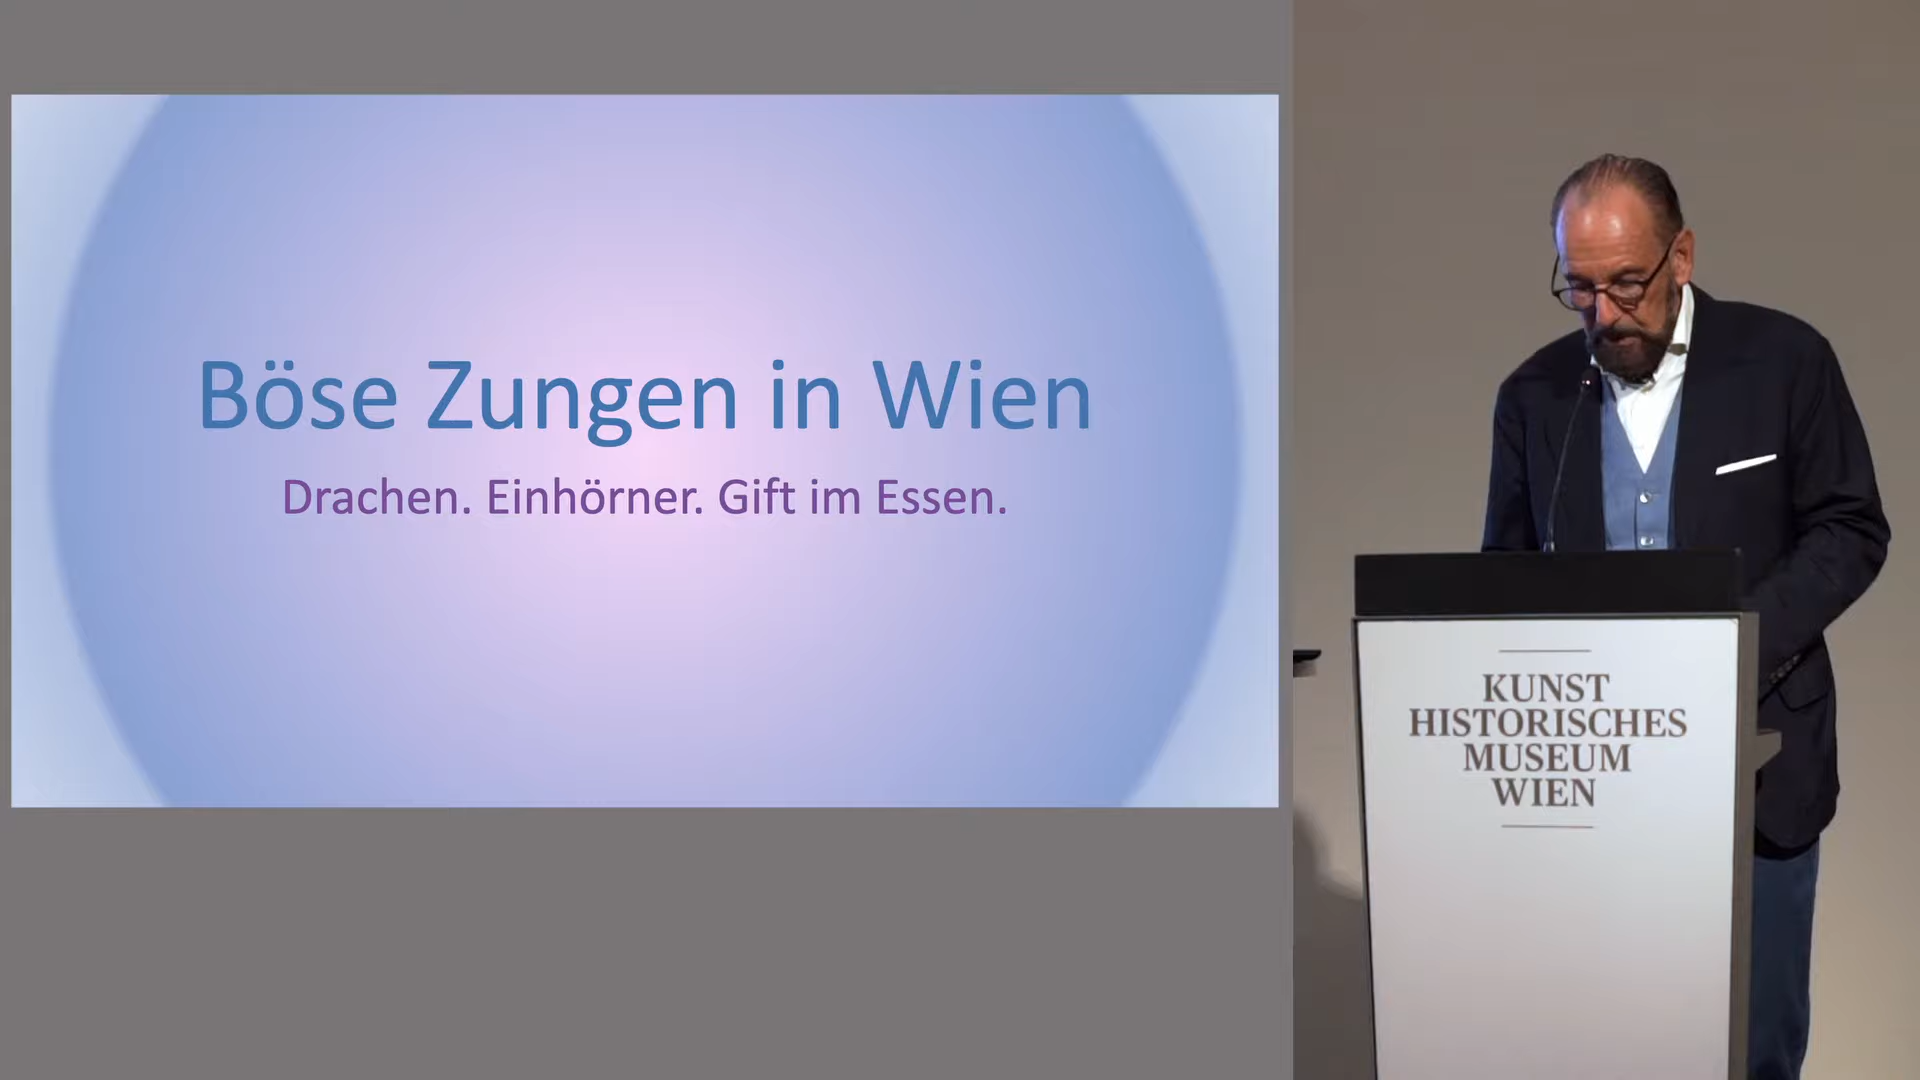 Böse Zungen in Wien
Drachen. Einhörner. Gift im Essen.
KUNST
HISTORISCHES
MUSEUM
WIEN